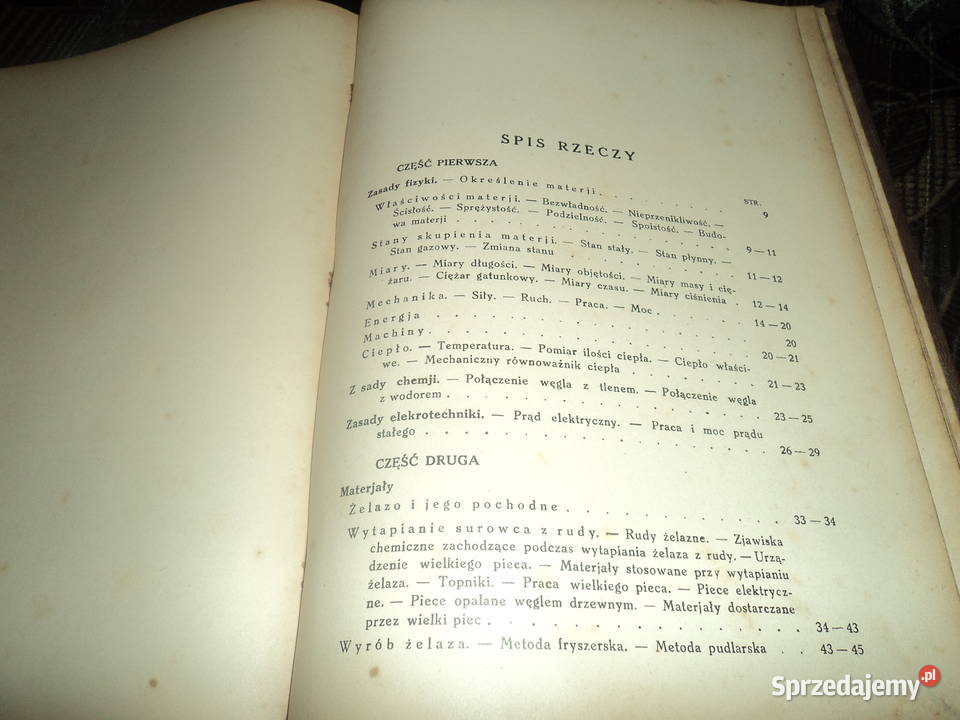 SPIS RZECZY
CZĘŚĆ PIERWSZA
STR.
Zasady fizyki. — Określenie materji . . . . . . . 9
Właściwości materji. — Bezwładność. — Nieprzenikliwość. —
Ścisłość. — Sprężystość. — Podzielność. — Spoistość. — Budo-
wa materji . . . . . . . . . . . . 9 — 11
Stany skupienia materji. — Stan stały. — Stan płynny. —
Stan gazowy. — Zmiana stanu . . . . . . . 11 — 12
Miary. — Miary długości. — Miary objętości. — Miary masy i cię-
żaru. — Ciężar gatunkowy. — Miary czasu. — Miary ciśnienia . 12 — 14
Mechanika. — Siły. — Ruch. — Praca. — Moc . . . . . 14 — 20
Energja . . . . . . . . . . . . 20
Machiny . . . . . . . . . . . . 20 — 21
Ciepło. — Temperatura. — Pomiar ilości ciepła. — Ciepło właści-
we. — Mechaniczny równoważnik ciepła . . . . . . 21 — 23
Z sady chemji. — Połączenie węgla z tlenem. — Połączenie węgla
z wodorem . . . . . . . . . . . . 23 — 25
Zasady elekrotechniki. — Prąd elektryczny. — Praca i moc prądu
stałego . . . . . . . . . . . . . 26 — 29
CZĘŚĆ DRUGA
Materjały
Żelazo i jego pochodne . . . . . . . . . 33 — 34
Wytapianie surowca z rudy. — Rudy żelazne. — Zjawiska
chemiczne zachodzące podczas wytapiania żelaza z rudy. — Urzą-
dzenie wielkiego pieca. — Materjały stosowane przy wytapianiu
żelaza. — Topniki. — Praca wielkiego pieca. — Piece elektrycz-
ne. — Piece opalane węglem drzewnym. — Materjały dostarczane
przez wielki piec . . . . . . . . . . . 34 — 43
Wyrób żelaza. — Metoda fryszerska. — Metoda pudlarska . . 43 — 45
Sprzedajemy.pl